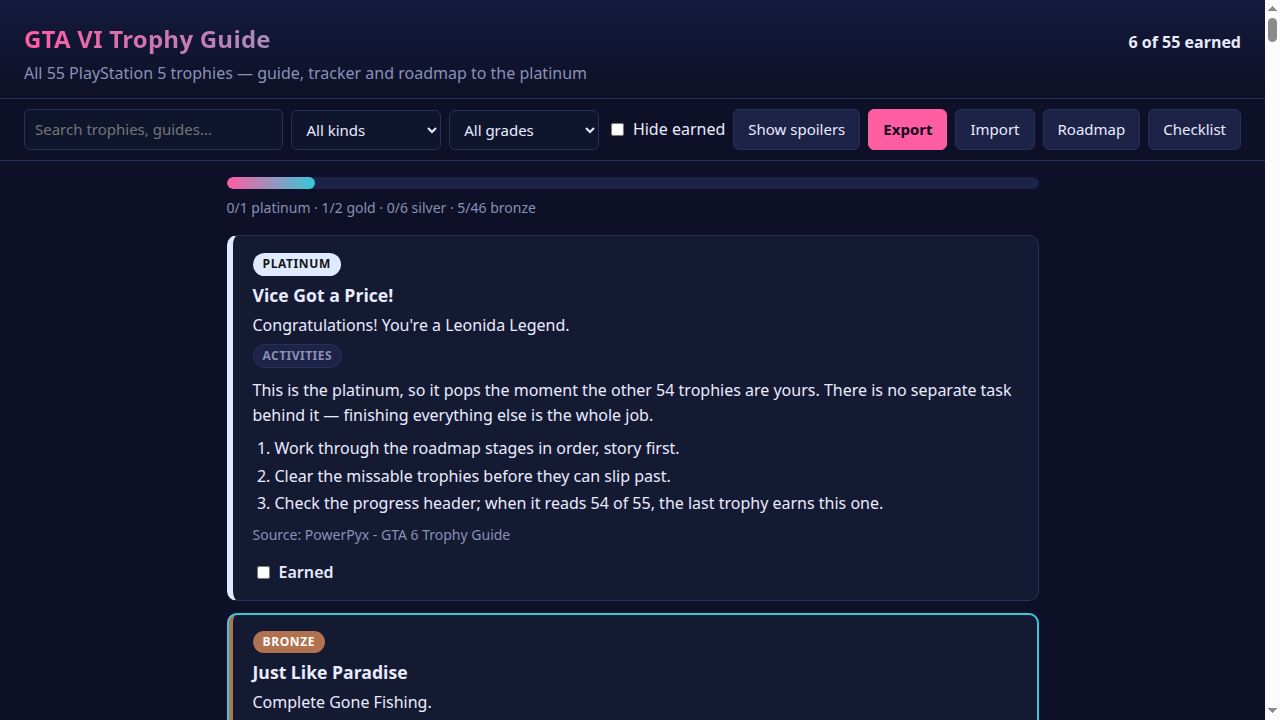 GTA VI Trophy Guide
6 of 55 earned
All 55 PlayStation 5 trophies — guide, tracker and roadmap to the platinum
Search trophies, guides...
All kinds
All grades
Hide earned
Show spoilers
Export
Import
Roadmap
Checklist
0/1 platinum · 1/2 gold · 0/6 silver · 5/46 bronze
PLATINUM
Vice Got a Price!
Congratulations! You're a Leonida Legend.
ACTIVITIES
This is the platinum, so it pops the moment the other 54 trophies are yours. There is no separate task
behind it — finishing everything else is the whole job.
1. Work through the roadmap stages in order, story first.
2. Clear the missable trophies before they can slip past.
3. Check the progress header; when it reads 54 of 55, the last trophy earns this one.
Source: PowerPyx - GTA 6 Trophy Guide
Earned
BRONZE
Just Like Paradise
Complete Gone Fishing.